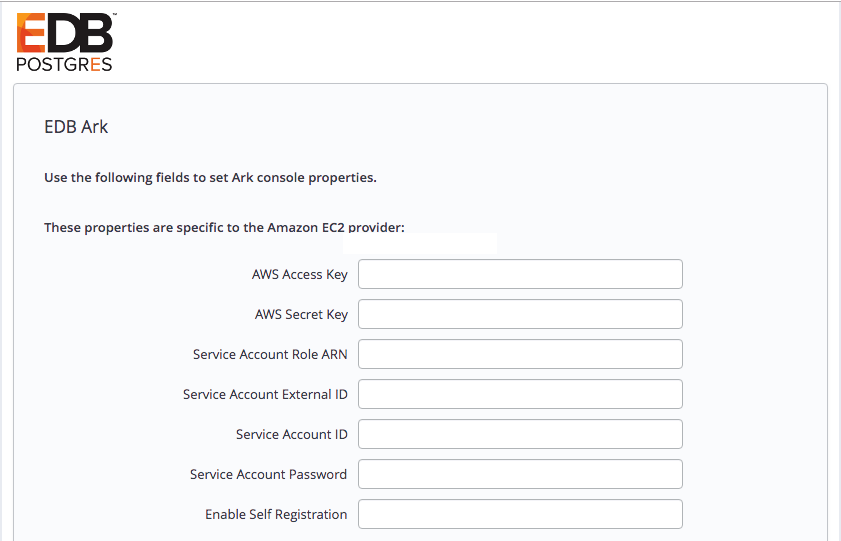 EDB™
POSTGRES
EDB Ark
Use the following fields to set Ark console properties.
These properties are specific to the Amazon EC2 provider:
AWS Access Key
AWS Secret Key
Service Account Role ARN
Service Account External ID
Service Account ID
Service Account Password
Enable Self Registration